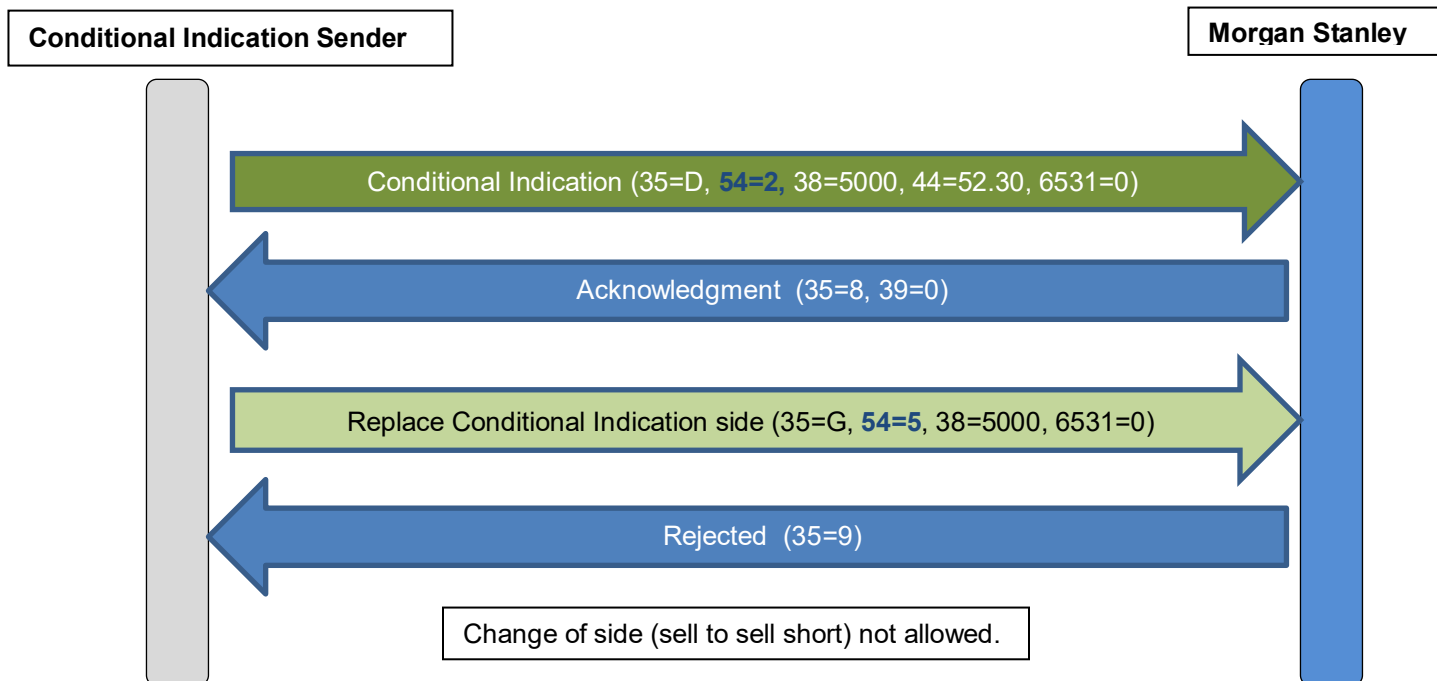 Conditional Indication Sender
Morgan Stanley
Conditional Indication (35=D, 54=2, 38=5000, 44=52.30, 6531=0)
Acknowledgment (35=8, 39=0)
Replace Conditional Indication side (35=G, 54=5, 38=5000, 6531=0)
Rejected (35=9)
Change of side (sell to sell short) not allowed.